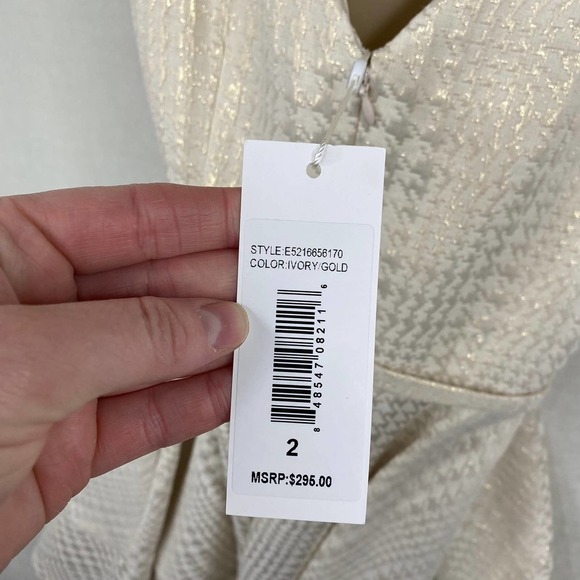 STYLE:E5216656170
COLOR:IVORY/GOLD
8 48547 08211 6
2
MSRP:$295.00